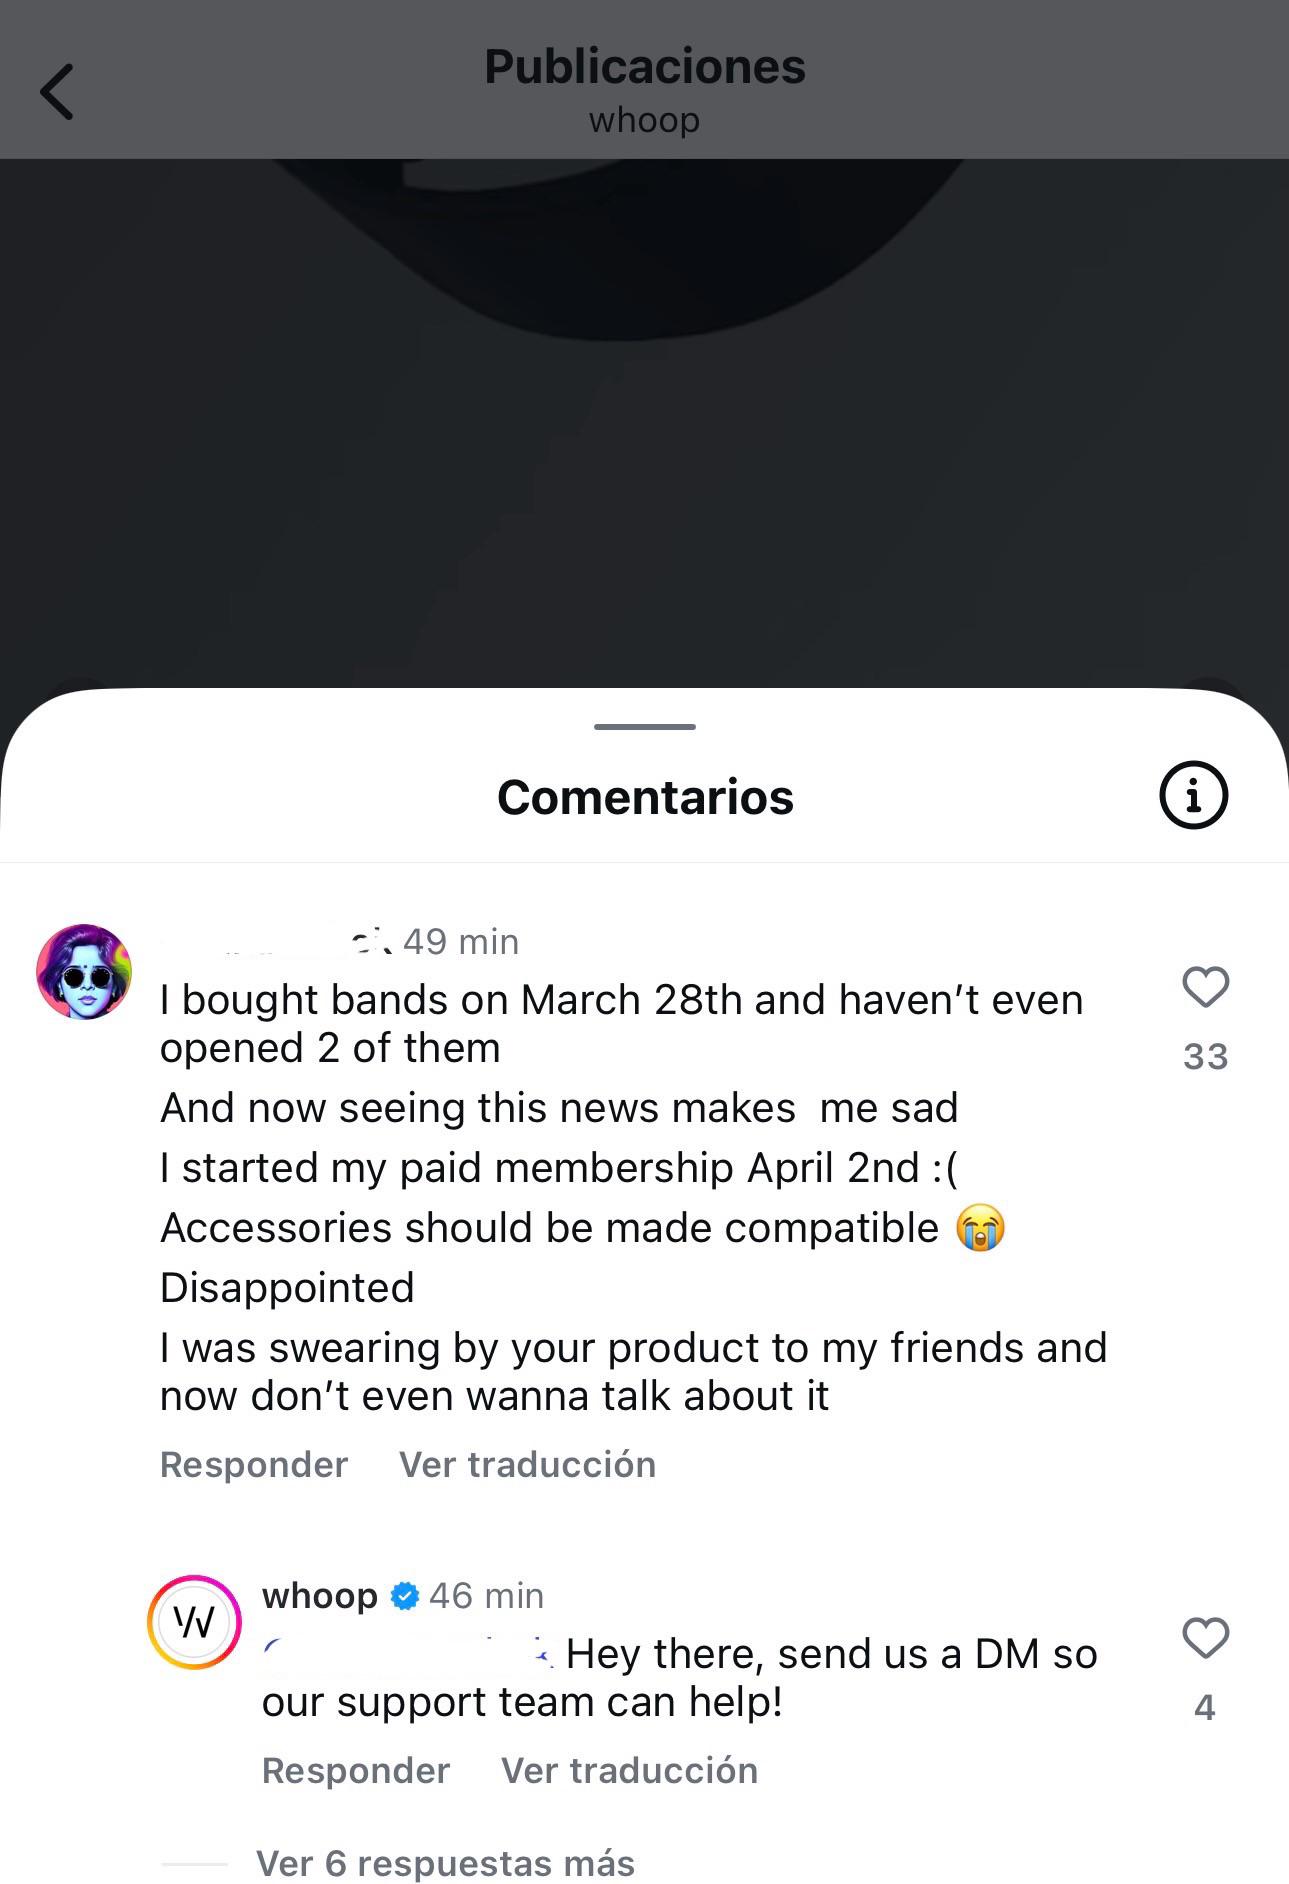 Publicaciones
whoop
Comentarios
49 min
I bought bands on March 28th and haven’t even
opened 2 of them
And now seeing this news makes  me sad
I started my paid membership April 2nd :(
Accessories should be made compatible 😭
Disappointed
I was swearing by your product to my friends and
now don’t even wanna talk about it
33
Responder Ver traducción
whoop 46 min
Hey there, send us a DM so
our support team can help!
4
Responder Ver traducción
Ver 6 respuestas más